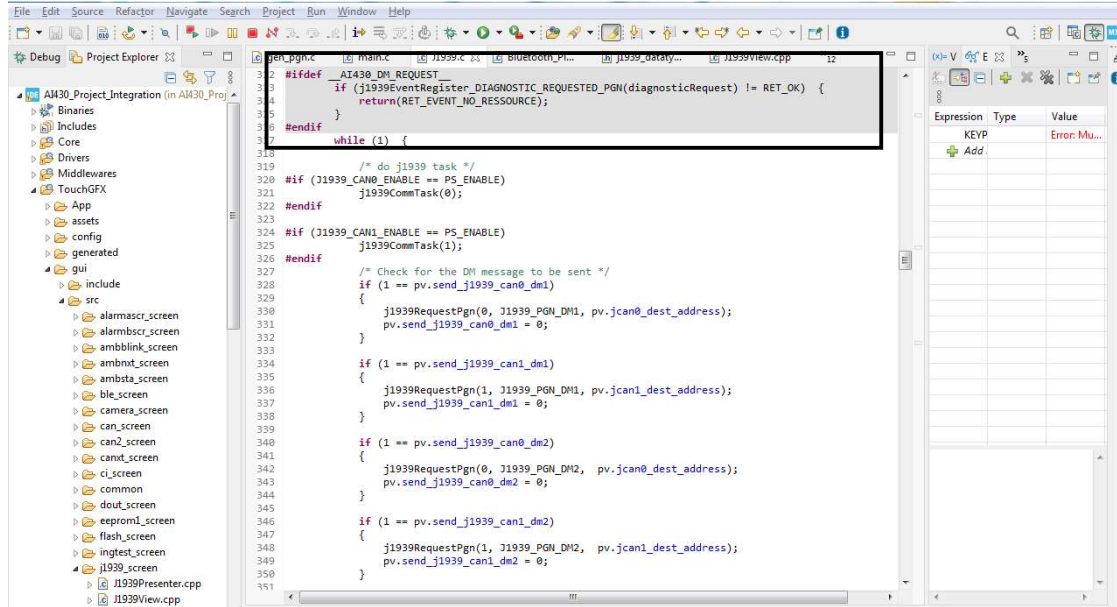 File Edit Source Refactor Navigate Search Project Run Window Help
Debug Project Explorer
AI430_Project_Integration (in AI430_Proj
Binaries
Includes
Core
Drivers
Middlewares
TouchGFX
App
assets
config
generated
gui
include
src
alarmascr_screen
alarmbscr_screen
ambblink_screen
ambnxt_screen
ambsta_screen
ble_screen
camera_screen
can_screen
can2_screen
canxt_screen
ci_screen
common
dout_screen
eeprom1_screen
flash_screen
ingtest_screen
j1939_screen
J1939Presenter.cpp
J1939View.cpp
gen_pgn.c main.c J1939.c Bluetooth_Pi... J1939_dataty... J1939View.cpp 12
#ifdef __AI430_DM_REQUEST__
if (j1939EventRegister_DIAGNOSTIC_REQUESTED_PGN(diagnosticRequest) != RET_OK) {
return(RET_EVENT_NO_RESSOURCE);
}
#endif
while (1) {
318
319 /* do j1939 task */
320 #if (J1939_CAN0_ENABLE == PS_ENABLE)
321 j1939CommTask(0);
322 #endif
323
324 #if (J1939_CAN1_ENABLE == PS_ENABLE)
325 j1939CommTask(1);
326 #endif
327 /* Check for the DM message to be sent */
328 if (1 == pv.send_j1939_can0_dm1)
329 {
330 j1939RequestPgn(0, J1939_PGN_DM1, pv.jcan0_dest_address);
331 pv.send_j1939_can0_dm1 = 0;
332 }
333
334 if (1 == pv.send_j1939_can1_dm1)
335 {
336 j1939RequestPgn(1, J1939_PGN_DM1, pv.jcan1_dest_address);
337 pv.send_j1939_can1_dm1 = 0;
338 }
339
340 if (1 == pv.send_j1939_can0_dm2)
341 {
342 j1939RequestPgn(0, J1939_PGN_DM2, pv.jcan0_dest_address);
343 pv.send_j1939_can0_dm2 = 0;
344 }
345
346 if (1 == pv.send_j1939_can1_dm2)
347 {
348 j1939RequestPgn(1, J1939_PGN_DM2, pv.jcan1_dest_address);
349 pv.send_j1939_can1_dm2 = 0;
350 }
351
(x)= V E 5
Expression Type Value
KEYP Error: Mu...
Add